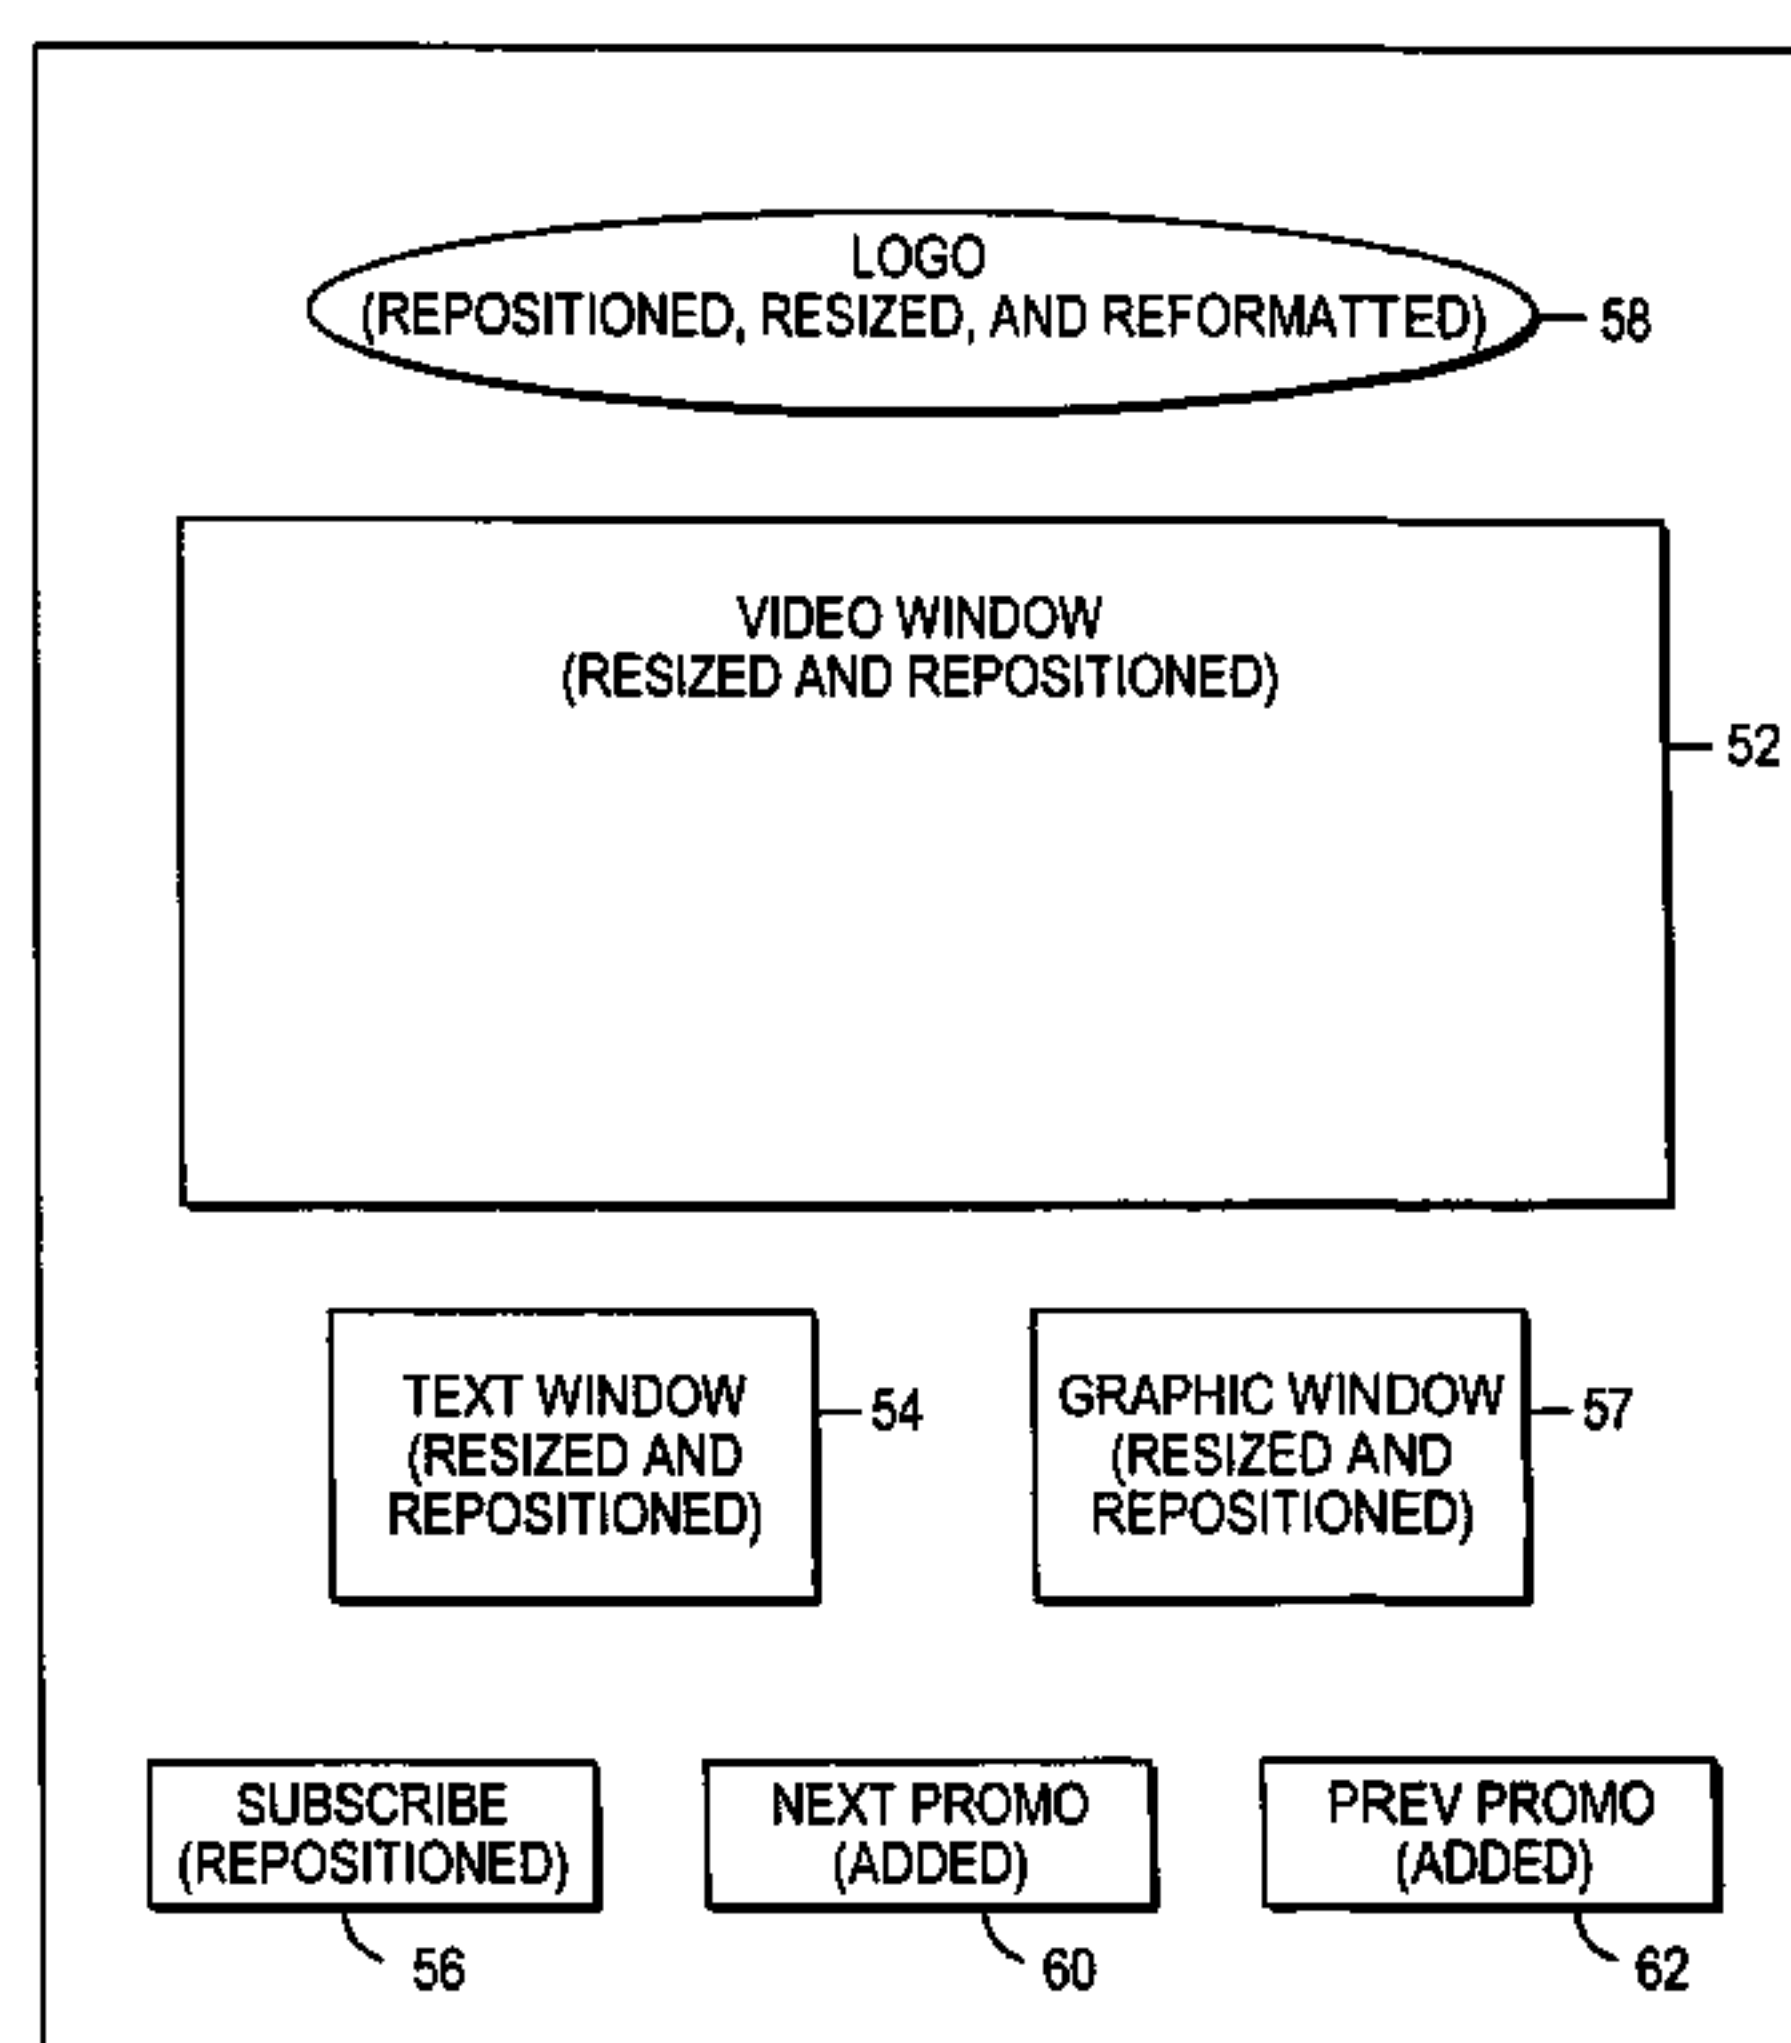 LOGO
(REPOSITIONED, RESIZED, AND REFORMATTED)
58
VIDEO WINDOW
(RESIZED AND REPOSITIONED)
52
TEXT WINDOW
(RESIZED AND
REPOSITIONED)
54
GRAPHIC WINDOW
(RESIZED AND
REPOSITIONED)
57
SUBSCRIBE
(REPOSITIONED)
56
NEXT PROMO
(ADDED)
60
PREV PROMO
(ADDED)
62